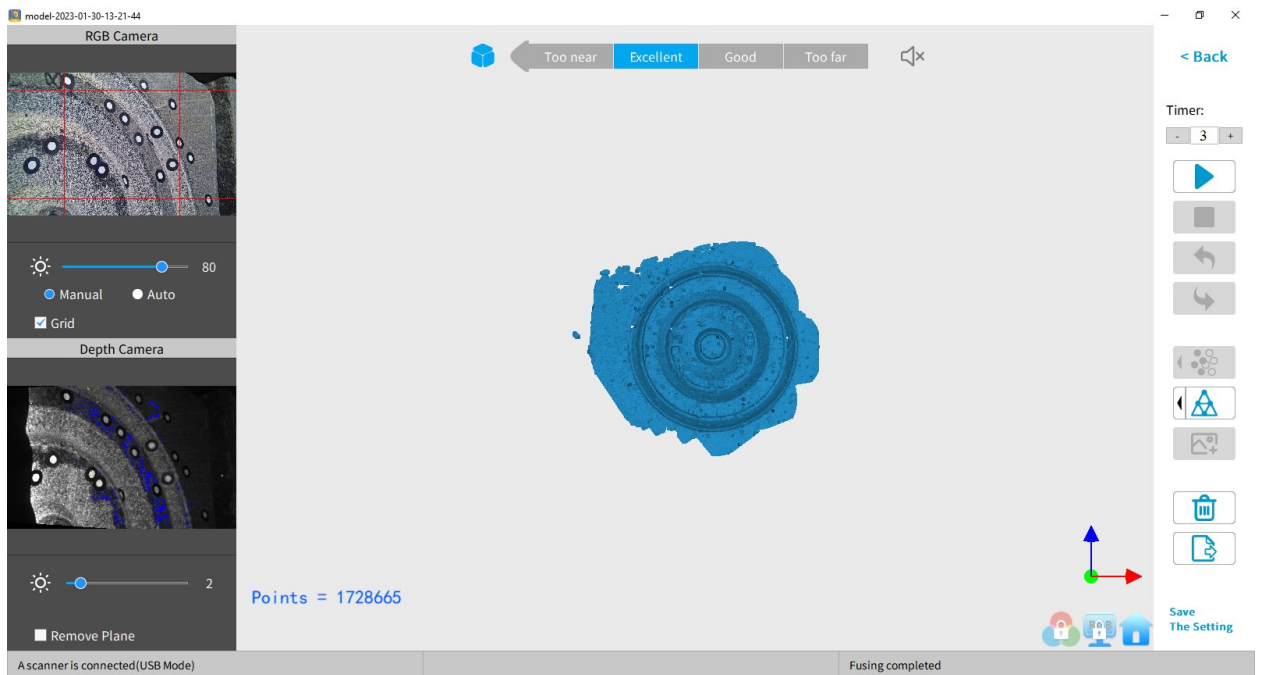 model-2023-01-30-13-21-44
RGB Camera
Too near
Excellent
Good
Too far
< Back
Timer:
- 3 +
80
Manual
Auto
Grid
Depth Camera
2
Points = 1728665
Remove Plane
Save
The Setting
A scanner is connected(USB Mode)
Fusing completed